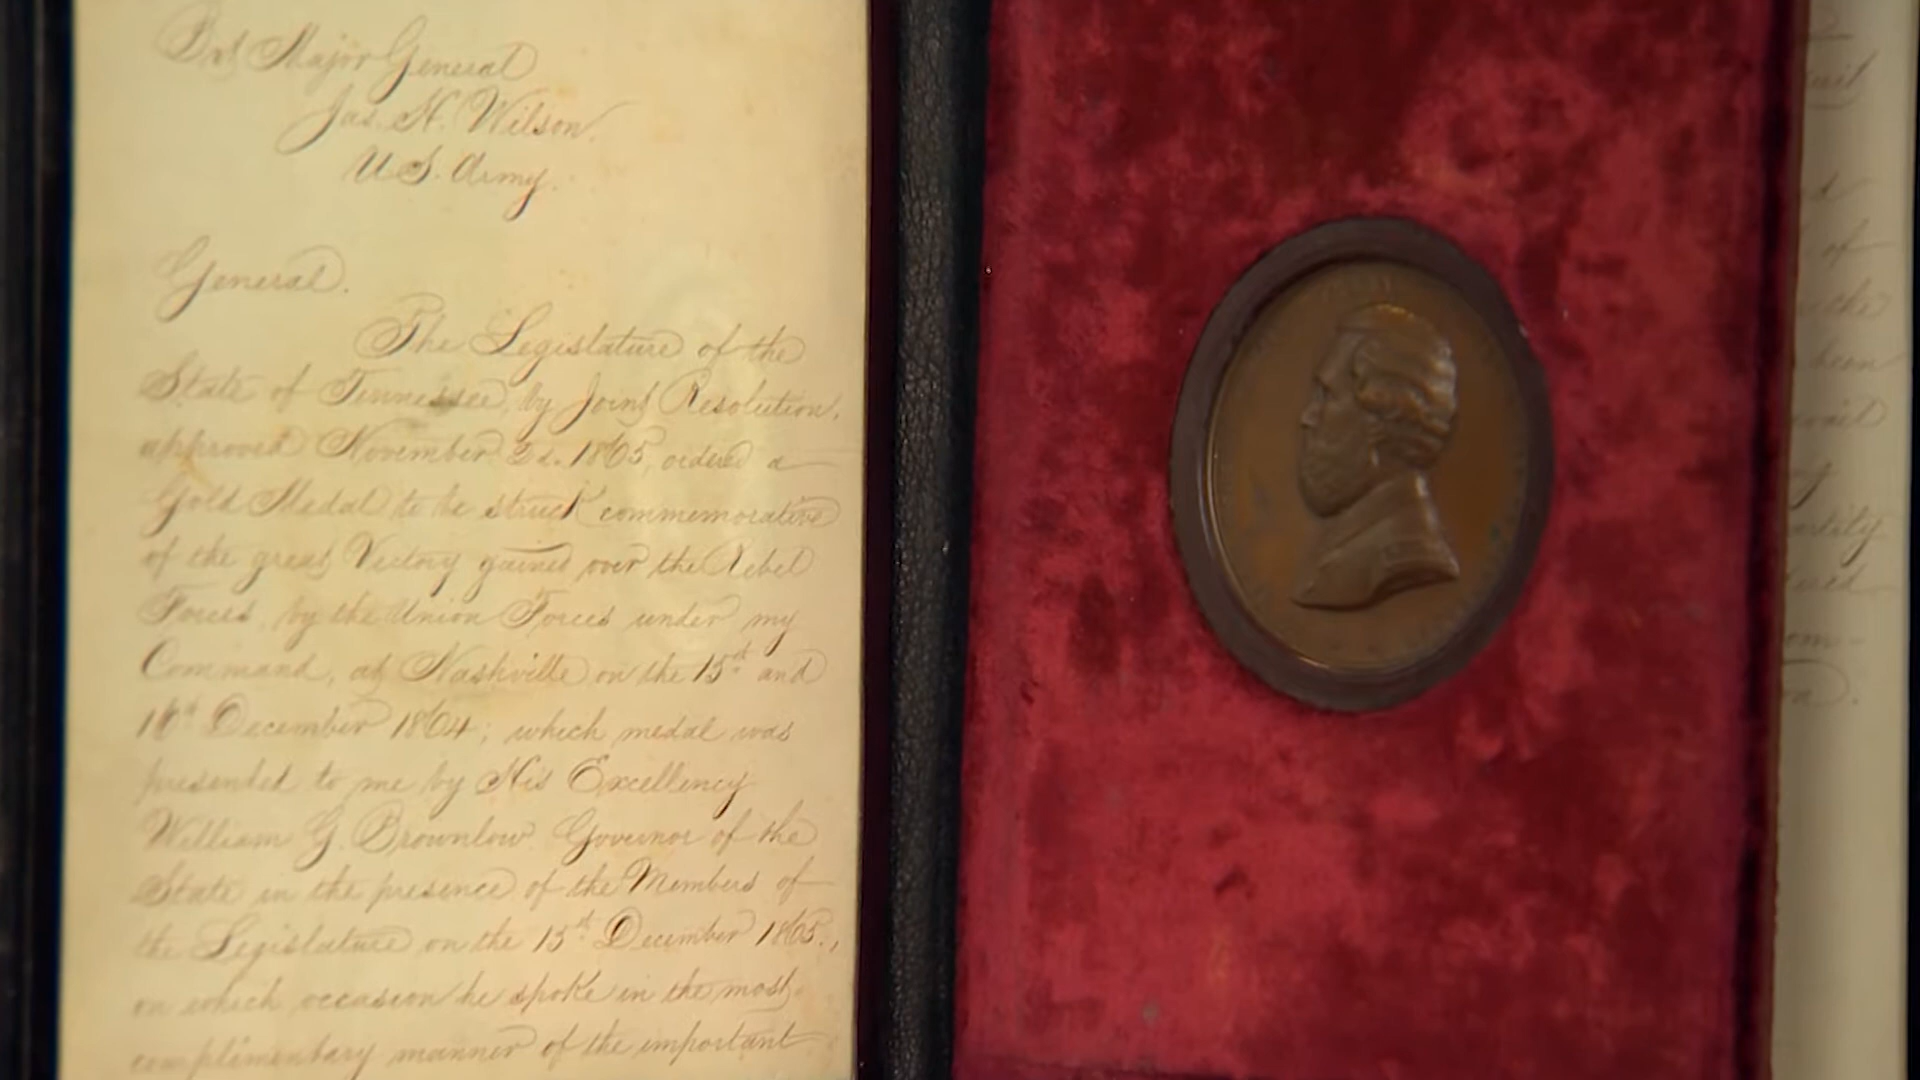 Bvt Major General
Jas. H. Wilson.
U.S. Army.
General.
The Legislature of the
State of Tennessee, by Joint Resolution,
approved November 2d. 1865, ordered a
Gold Medal to be struck commemorative
of the great Victory gained over the Rebel
Forces, by the Union Forces under my
Command, at Nashville on the 15th and
16th December 1864; which medal was
presented to me by His Excellency
William G. Brownlow Governor of the
State in the presence of the Members of
the Legislature on the 15th December 1865.,
on which occasion he spoke in the most
complimentary manner of the important
of
the
been